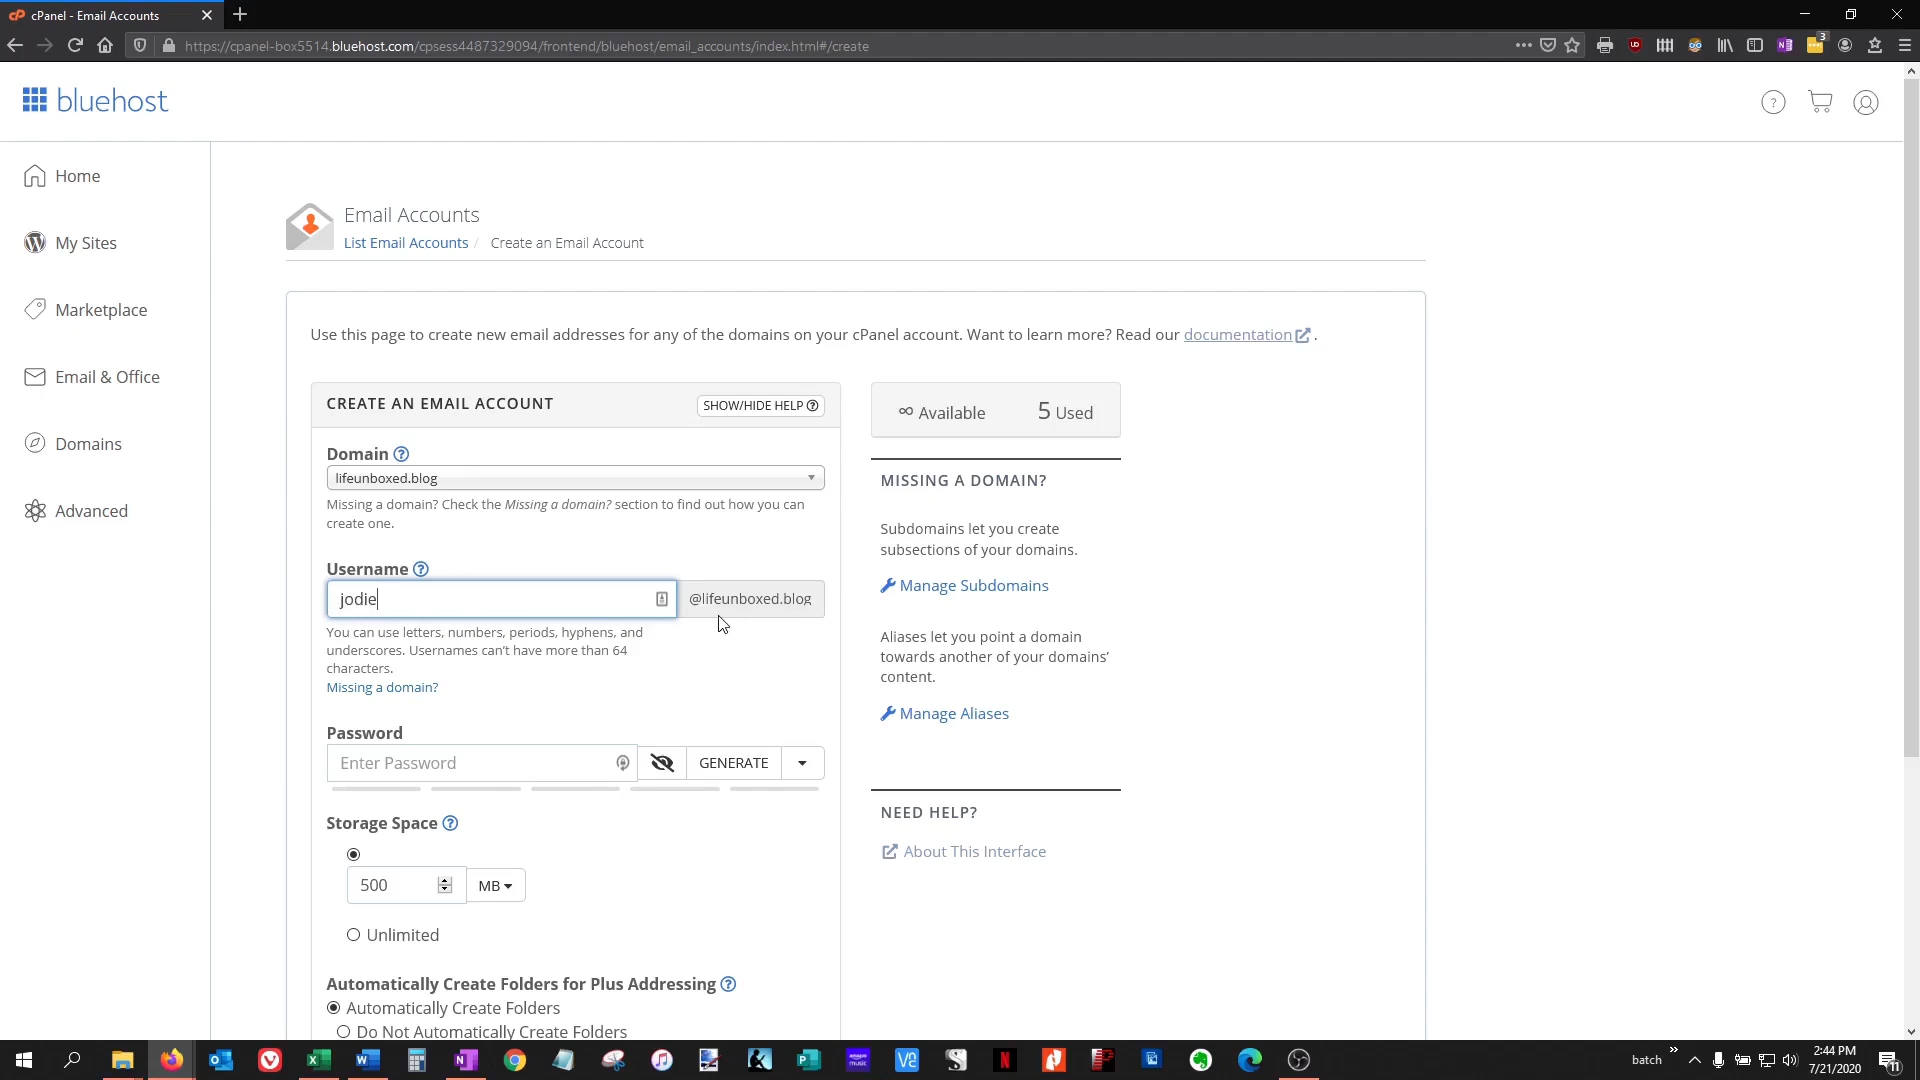 cPanel - Email Accounts
https://cpanel-box5514.bluehost.com/cpsess4487329094/frontend/bluehost/email_accounts/index.html#/create
3
bluehost
Home
My Sites
Marketplace
Email & Office
Domains
Advanced
Email Accounts
List Email Accounts / Create an Email Account
Use this page to create new email addresses for any of the domains on your cPanel account. Want to learn more? Read our documentation .
CREATE AN EMAIL ACCOUNT
SHOW/HIDE HELP
Domain
lifeunboxed.blog
Missing a domain? Check the Missing a domain? section to find out how you can
create one.
Username
jodie
@lifeunboxed.blog
You can use letters, numbers, periods, hyphens, and
underscores. Usernames can't have more than 64
characters.
Missing a domain?
Password
Enter Password
GENERATE
Storage Space
500
MB
Unlimited
Automatically Create Folders for Plus Addressing
Automatically Create Folders
Do Not Automatically Create Folders
∞ Available
5 Used
MISSING A DOMAIN?
Subdomains let you create
subsections of your domains.
Manage Subdomains
Aliases let you point a domain
towards another of your domains'
content.
Manage Aliases
NEED HELP?
About This Interface
batch
2:44 PM
7/21/2020
11